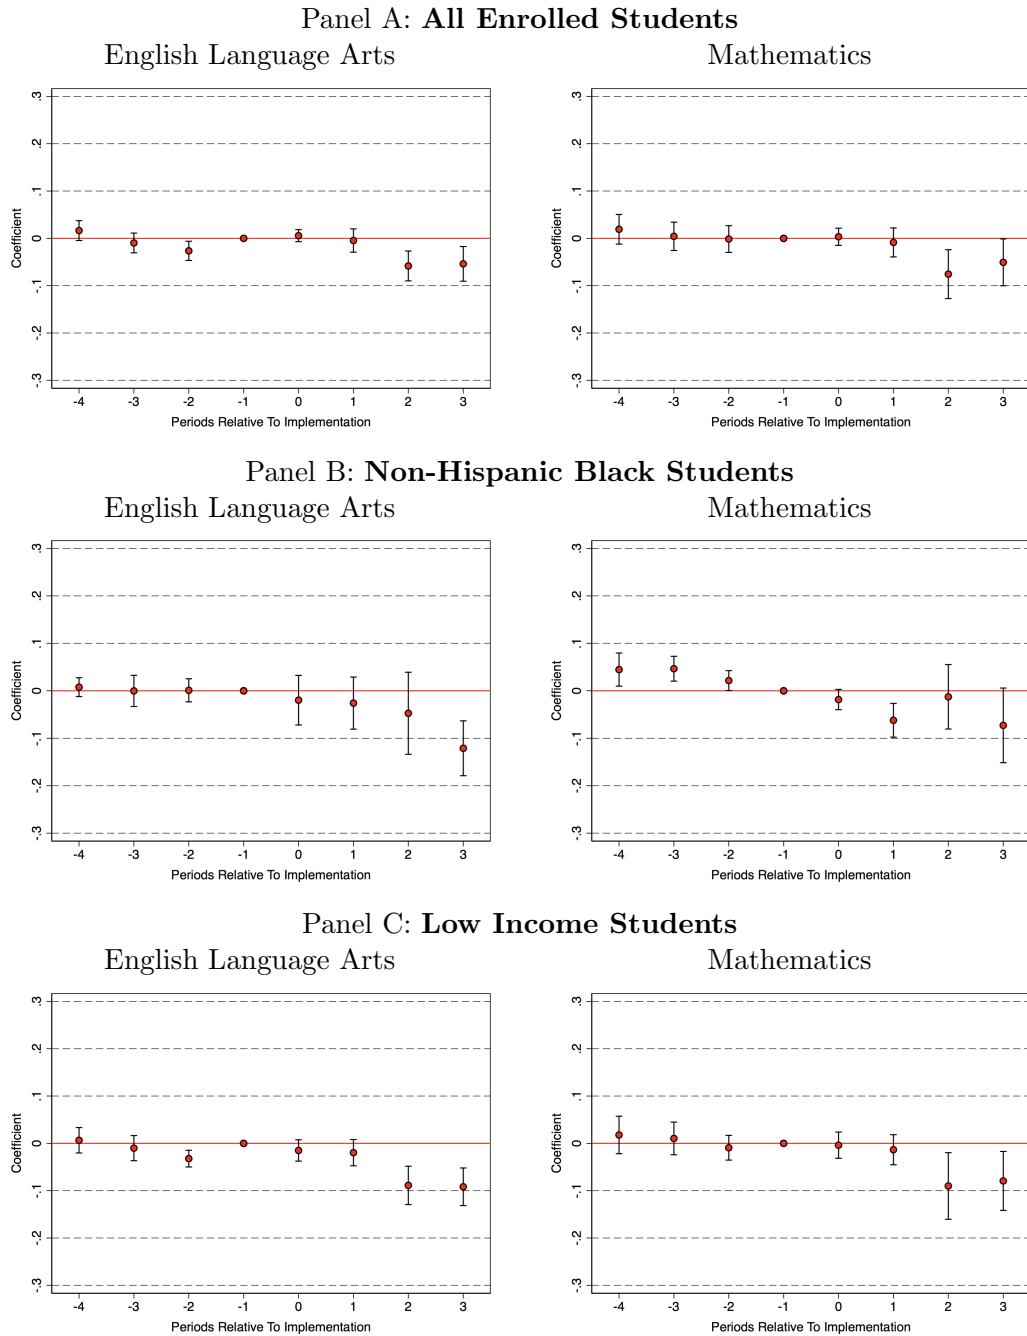 Panel A: All Enrolled Students
English Language Arts
Mathematics
.3
.2
.1
0
-.1
-.2
-.3
Coefficient
-4 -3 -2 -1 0 1 2 3
Periods Relative To Implementation
.3
.2
.1
0
-.1
-.2
-.3
Coefficient
-4 -3 -2 -1 0 1 2 3
Periods Relative To Implementation
Panel B: Non-Hispanic Black Students
English Language Arts
Mathematics
.3
.2
.1
0
-.1
-.2
-.3
Coefficient
-4 -3 -2 -1 0 1 2 3
Periods Relative To Implementation
.3
.2
.1
0
-.1
-.2
-.3
Coefficient
-4 -3 -2 -1 0 1 2 3
Periods Relative To Implementation
Panel C: Low Income Students
English Language Arts
Mathematics
.3
.2
.1
0
-.1
-.2
-.3
Coefficient
-4 -3 -2 -1 0 1 2 3
Periods Relative To Implementation
.3
.2
.1
0
-.1
-.2
-.3
Coefficient
-4 -3 -2 -1 0 1 2 3
Periods Relative To Implementation